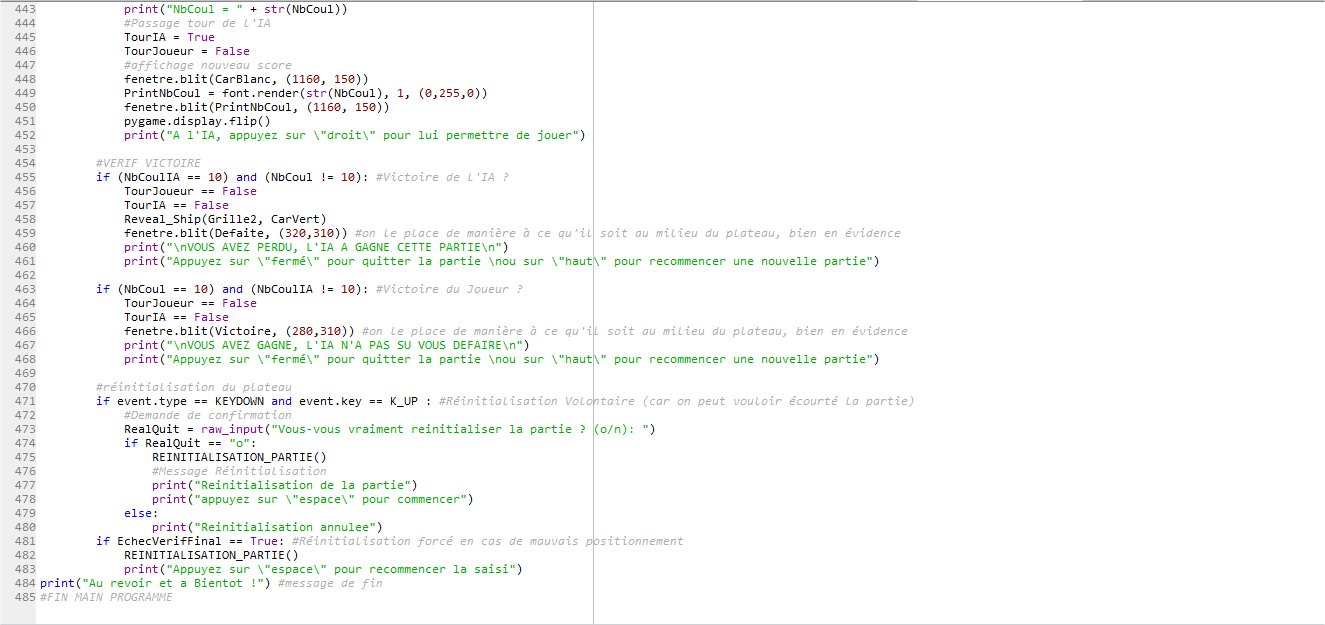 443 print("NbCoul = " + str(NbCoul))
444 #Passage tour de l'IA
445 TourIA = True
446 TourJoueur = False
447 #affichage nouveau score
448 fenetre.blit(CarBlanc, (1160, 150))
449 PrintNbCoul = font.render(str(NbCoul), 1, (0,255,0))
450 fenetre.blit(PrintNbCoul, (1160, 150))
451 pygame.display.flip()
452 print("A l'IA, appuyez sur \"droit\" pour lui permettre de jouer")
453
454 #VERIF VICTOIRE
455 if (NbCoulIA == 10) and (NbCoul != 10): #Victoire de l'IA ?
456 TourJoueur == False
457 TourIA == False
458 Reveal_Ship(Grille2, CarVert)
459 fenetre.blit(Defaite, (320,310)) #on le place de manière à ce qu'il soit au milieu du plateau, bien en évidence
460 print("\nVOUS AVEZ PERDU, L'IA A GAGNE CETTE PARTIE\n")
461 print("Appuyez sur \"fermé\" pour quitter la partie \nou sur \"haut\" pour recommencer une nouvelle partie")
462
463 if (NbCoul == 10) and (NbCoulIA != 10): #Victoire du Joueur ?
464 TourJoueur == False
465 TourIA == False
466 fenetre.blit(Victoire, (280,310)) #on le place de manière à ce qu'il soit au milieu du plateau, bien en évidence
467 print("\nVOUS AVEZ GAGNE, L'IA N'A PAS SU VOUS DEFAIRE\n")
468 print("Appuyez sur \"fermé\" pour quitter la partie \nou sur \"haut\" pour recommencer une nouvelle partie")
469
470 #réinitialisation du plateau
471 if event.type == KEYDOWN and event.key == K_UP : #Réinitialisation Volontaire (car on peut vouloir écourté la partie)
472 #Demande de confirmation
473 RealQuit = raw_input("Vous-vous vraiment reinitialiser la partie ? (o/n): ")
474 if RealQuit == "o":
475 REINITIALISATION_PARTIE()
476 #Message Réinitialisation
477 print("Reinitialisation de la partie")
478 print("appuyez sur \"espace\" pour commencer")
479 else:
480 print("Reinitialisation annulee")
481 if EchecVerifFinal == True: #Réinitialisation forcé en cas de mauvais positionnement
482 REINITIALISATION_PARTIE()
483 print("Appuyez sur \"espace\" pour recommencer la saisi")
484 print("Au revoir et a Bientot !") #message de fin
485 #FIN MAIN PROGRAMME